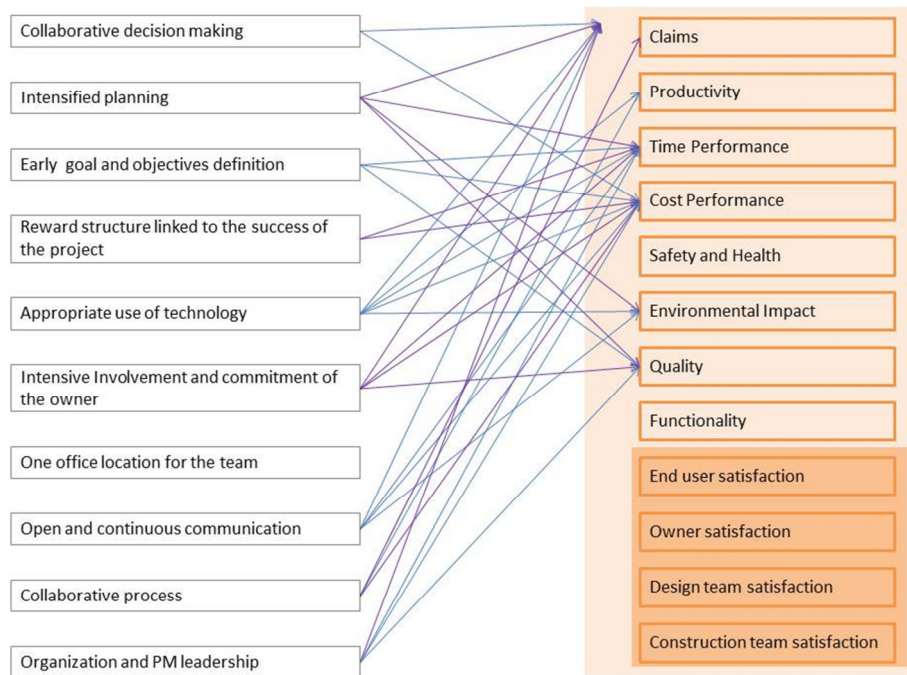 Collaborative decision making
Intensified planning
Early goal and objectives definition
Reward structure linked to the success of
the project
Appropriate use of technology
Intensive Involvement and commitment of
the owner
One office location for the team
Open and continuous communication
Collaborative process
Organization and PM leadership
Claims
Productivity
Time Performance
Cost Performance
Safety and Health
Environmental Impact
Quality
Functionality
End user satisfaction
Owner satisfaction
Design team satisfaction
Construction team satisfaction